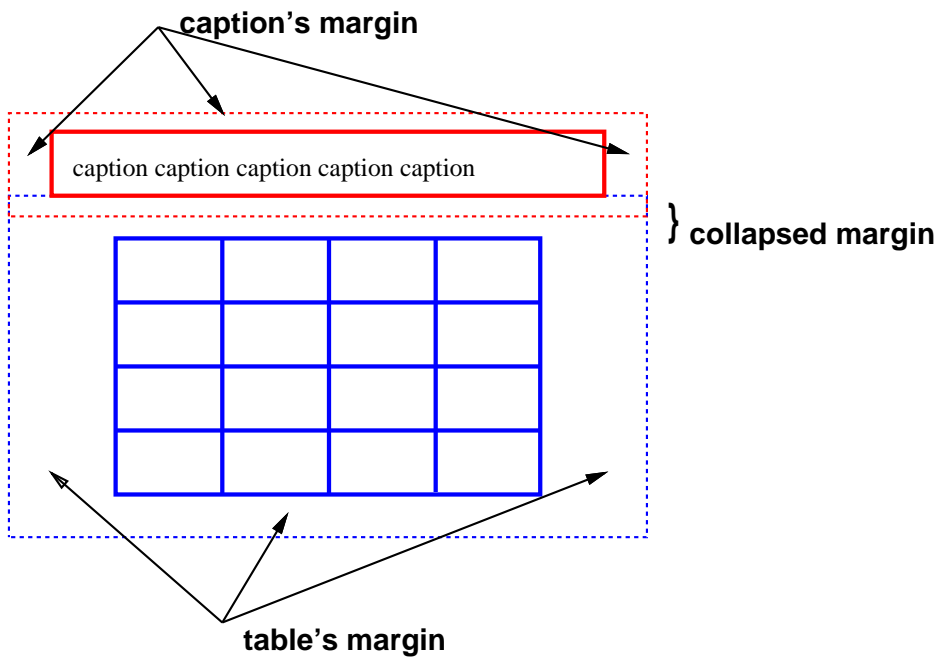 caption's margin
caption caption caption caption caption
} collapsed margin
table's margin